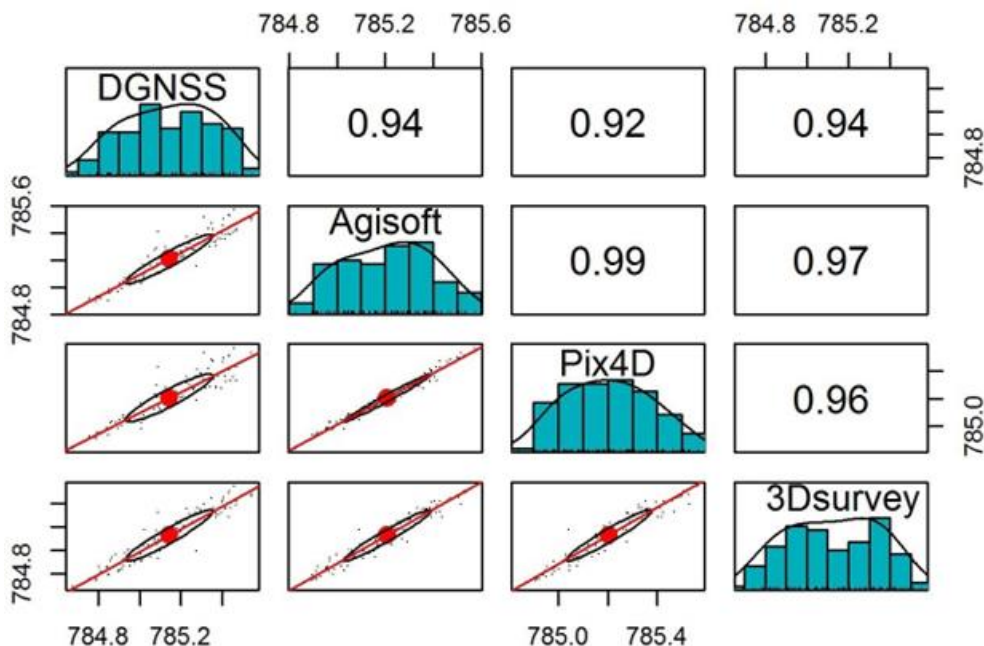 784.8 785.2 785.6 784.8 785.2
DGNSS 0.94 0.92 0.94 784.8
784.8 785.6 Agisoft 0.99 0.97
Pix4D 0.96 785.0
784.8 3Dsurvey
784.8 785.2 785.0 785.4